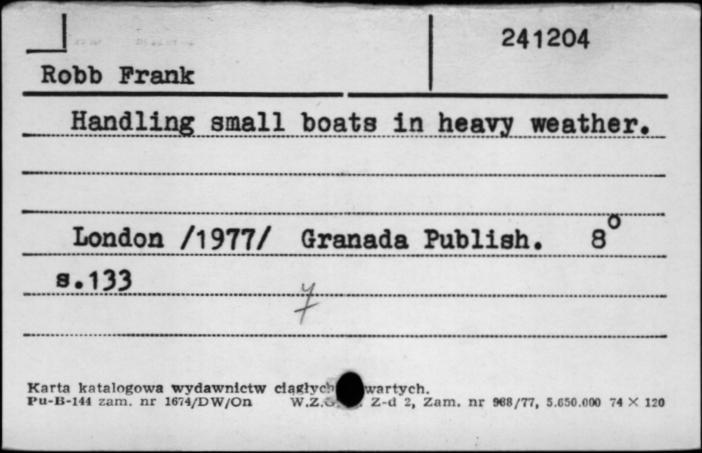 241204
Robb Frank
Handling small boats in heavy weather.
London /1977/ Granada Publish. 8°
s.133
7
Karta katalogowa wydawnictw ciągłych wartych.
Pu-B-144 zam. nr 1674/DW/On W.Z.G. Z-d 2, Zam. nr 968/77, 5.650.000 74 × 120